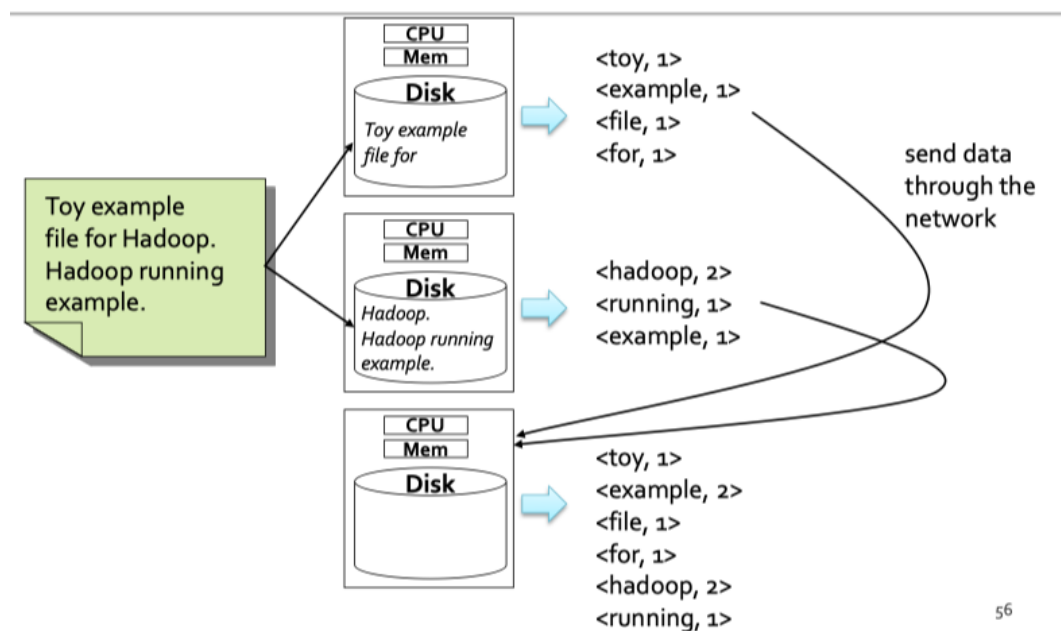 CPU
Mem
Disk
Toy example
file for
<toy, 1>
<example, 1>
<file, 1>
<for, 1>
send data
through the
network
Toy example
file for Hadoop.
Hadoop running
example.
CPU
Mem
Disk
Hadoop.
Hadoop running
example.
<hadoop, 2>
<running, 1>
<example, 1>
CPU
Mem
Disk
<toy, 1>
<example, 2>
<file, 1>
<for, 1>
<hadoop, 2>
<running, 1>
56